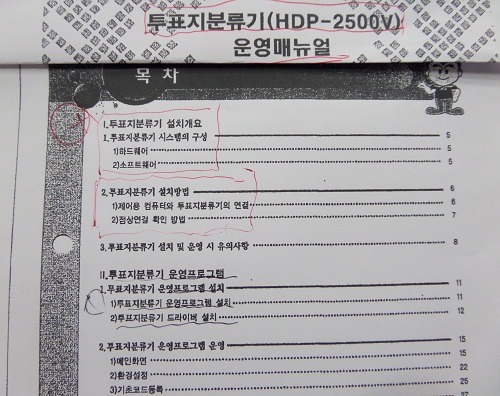 투표지분류기(HDP-2500V)
운영매뉴얼
목 차
I.투표지분류기 설치개요
1.투표지분류기 시스템의 구성 5
1)하드웨어 5
2)소프트웨어 5
2.투표지분류기 설치방법 6
1)제어용 컴퓨터와 투표지분류기의 연결 6
2)정상연결 확인 방법 7
3.투표지분류기 설치 및 운영 시 유의사항 8
II.투표지분류기 운영프로그램
1.투표지분류기 운영프로그램 설치 11
1)투표지분류기 운영프로그램 설치 11
2)투표지분류기 드라이버 설치 12
2.투표지분류기 운영프로그램 운영 15
1)메인화면 15
2)환경설정 22
3)기초코드등록 25
27